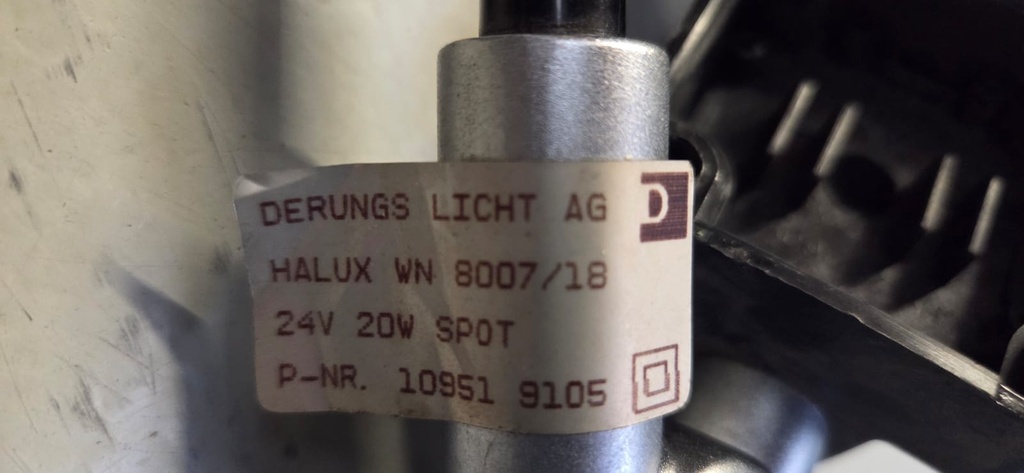 DERUNGS LICHT AG D
HALUX WN 8007/18
24V 20W SPOT
P-NR. 10951 9105